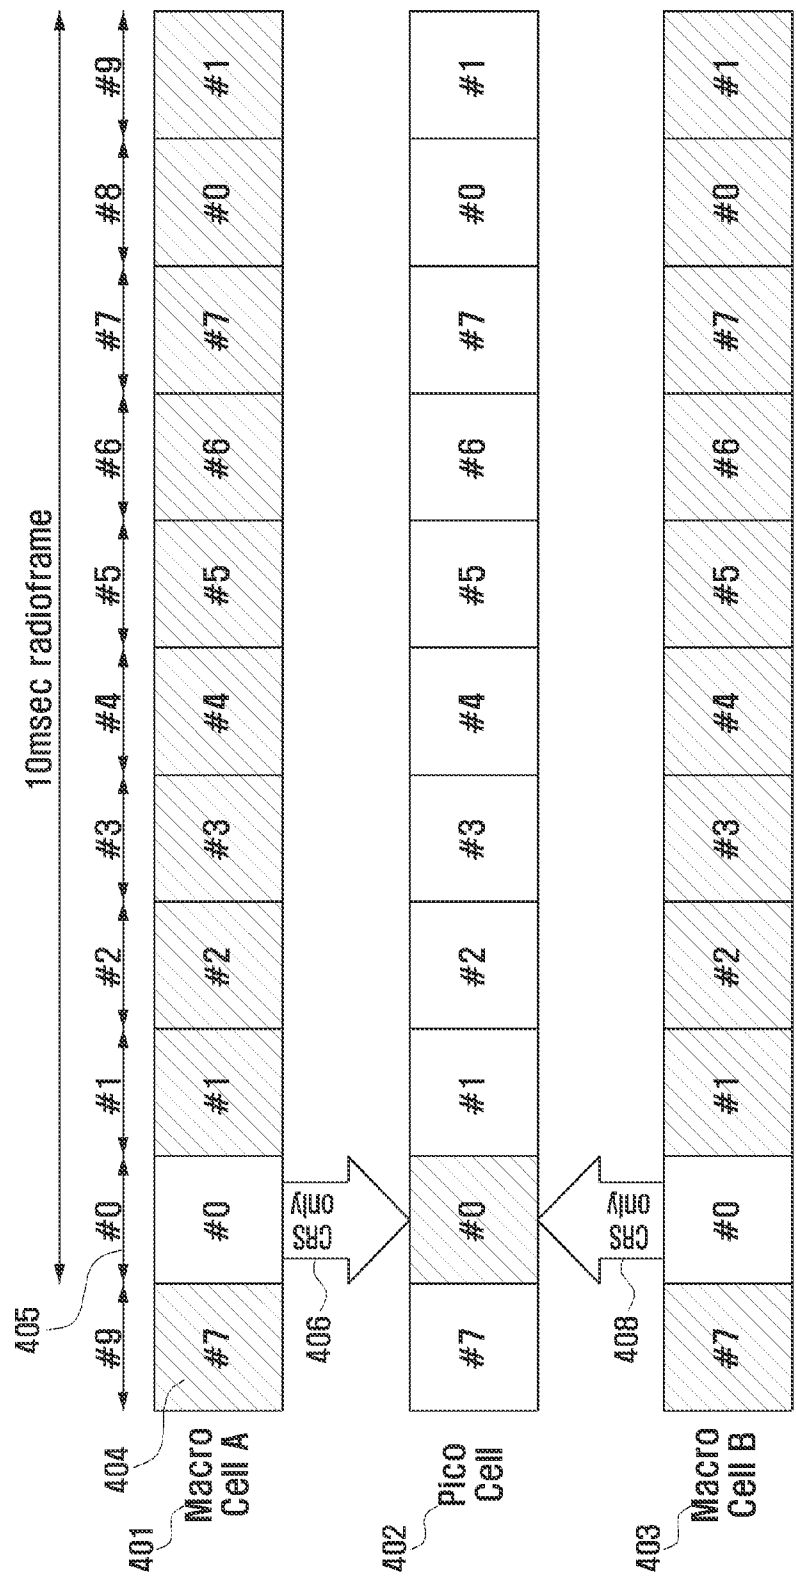 10msec radioframe
405
#9 #0 #1 #2 #3 #4 #5 #6 #7 #8 #9
404
401
Macro
Cell A
#7 #0 #1 #2 #3 #4 #5 #6 #7 #0 #1
406
CRS
only
402
Pico
Cell
#7 #0 #1 #2 #3 #4 #5 #6 #7 #0 #1
408
CRS
only
403
Macro
Cell B
#7 #0 #1 #2 #3 #4 #5 #6 #7 #0 #1